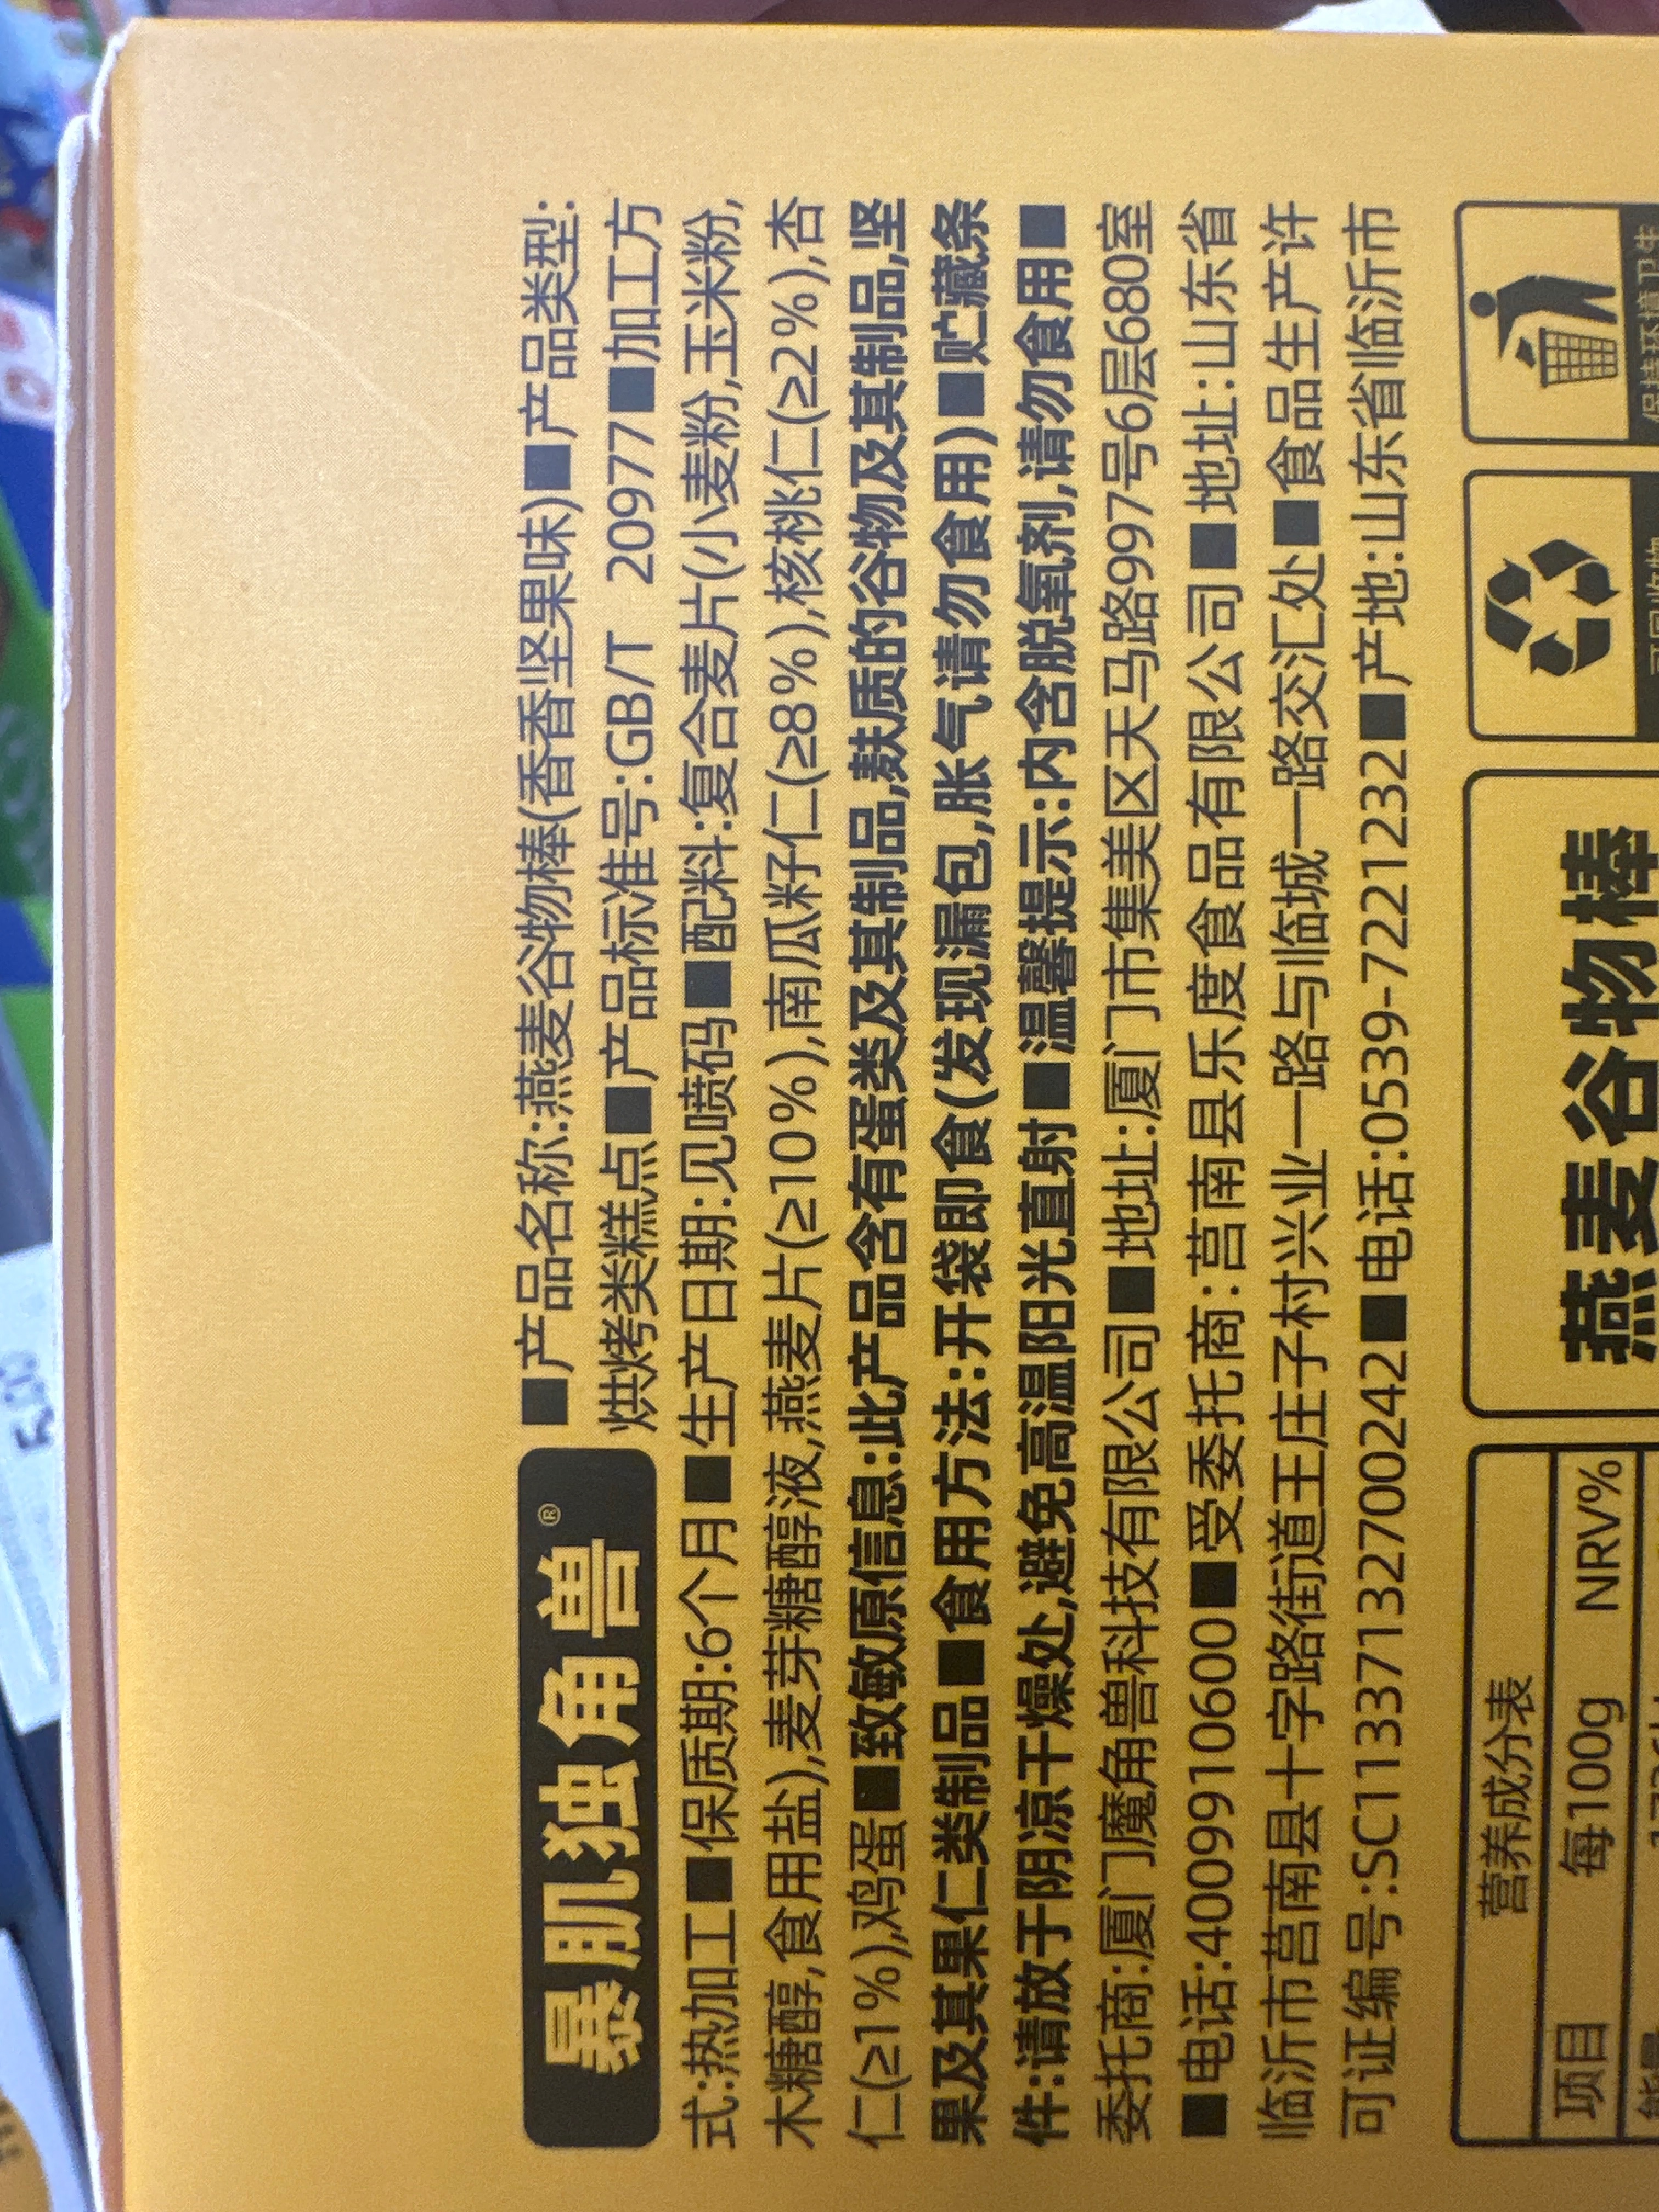 暴肌独角兽®
■产品名称:燕麦谷物棒(香香坚果味)■产品类型:
烘烤类糕点■产品标准号:GB/T 20977■加工方
式:热加工■保质期:6个月■生产日期:见喷码■配料:复合麦片(小麦粉,玉米粉,
木糖醇,食用盐),麦芽糖醇液,燕麦片(≥10%),南瓜籽仁(≥8%),核桃仁(≥2%),杏
仁(≥1%),鸡蛋■致敏原信息:此产品含有蛋类及其制品,麸质的谷物及其制品,坚
果及其果仁类制品■食用方法:开袋即食(发现漏包,胀气请勿食用)■贮藏条
件:请放于阴凉干燥处,避免高温阳光直射■温馨提示:内含脱氧剂,请勿食用■
委托商:厦门魔角兽科技有限公司■地址:厦门市集美区天马路997号6层680室
■电话:4009910600■受委托商:莒南县乐度食品有限公司■地址:山东省
临沂市莒南县十字路街道王庄子村兴业一路与临城一路交汇处■食品生产许
可证编号:SC11337132700242■电话:0539-7221232■产地:山东省临沂市
营养成分表
项目 每100g NRV%
燕麦谷物棒